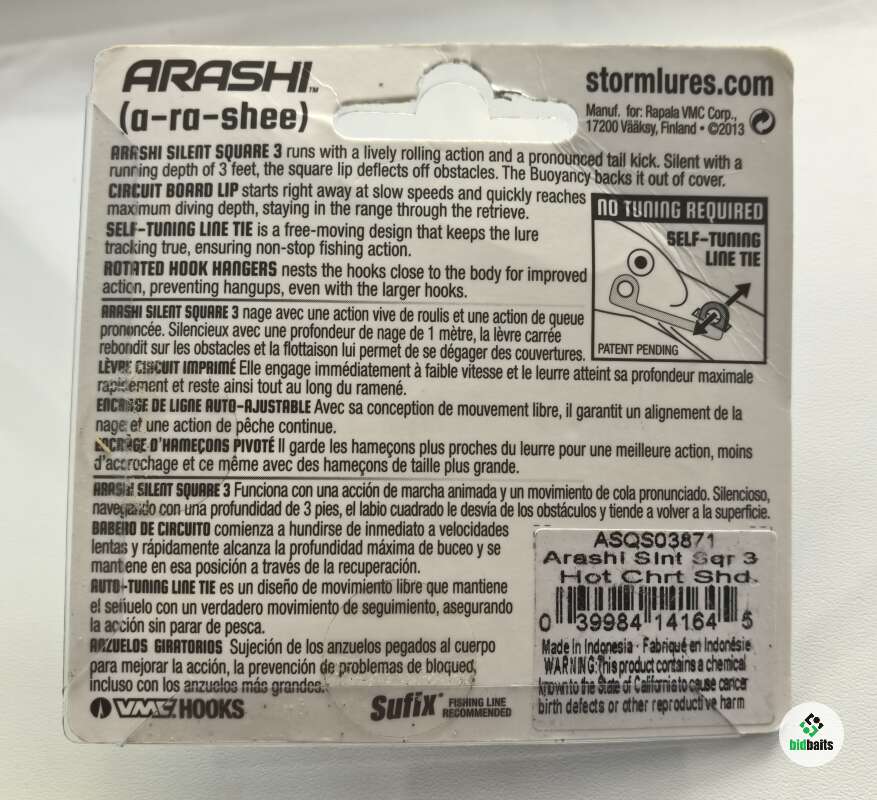 ARASHI™
(a-ra-shee)
stormlures.com
Manuf. for: Rapala VMC Corp.,
17200 Vääksy, Finland • ©2013
ARASHI SILENT SQUARE 3 runs with a lively rolling action and a pronounced tail kick. Silent with a
running depth of 3 feet, the square lip deflects off obstacles. The Buoyancy backs it out of cover.
CIRCUIT BOARD LIP starts right away at slow speeds and quickly reaches
maximum diving depth, staying in the range through the retrieve.
SELF-TUNING LINE TIE is a free-moving design that keeps the lure
tracking true, ensuring non-stop fishing action.
ROTATED HOOK HANGERS nests the hooks close to the body for improved
action, preventing hangups, even with the larger hooks.
NO TUNING REQUIRED
SELF-TUNING
LINE TIE
PATENT PENDING
ARASHI SILENT SQUARE 3 nage avec une action vive de roulis et une action de queue
prononcée. Silencieux avec une profondeur de nage de 1 mètre, la lèvre carrée
rebondit sur les obstacles et la flottaison lui permet de se dégager des couvertures.
LÈVRE CIRCUIT IMPRIMÉ Elle engage immédiatement à faible vitesse et le leurre atteint sa profondeur maximale
rapidement et reste ainsi tout au long du ramené.
ENCRASE DE LIGNE AUTO-AJUSTABLE Avec sa conception de mouvement libre, il garantit un alignement de la
nage et une action de pêche continue.
ENCRAGE D'HAMEÇONS PIVOTÉ Il garde les hameçons plus proches du leurre pour une meilleure action, moins
d'accrochage et ce même avec des hameçons de taille plus grande.
ARASHI SILENT SQUARE 3 Funciona con una acción de marcha animada y un movimiento de cola pronunciado. Silencioso,
navegando con una profundidad de 3 pies, el labio cuadrado le desvía de los obstáculos y tiende a volver a la superficie.
BABERO DE CIRCUITO comienza a hundirse de inmediato a velocidades
lentas y rápidamente alcanza la profundidad máxima de buceo y se
mantiene en esa posición a través de la recuperación.
AUTO-TUNING LINE TIE es un diseño de movimiento libre que mantiene
el señuelo con un verdadero movimiento de seguimiento, asegurando
la acción sin parar de pesca.
ANZUELOS GIRATORIOS Sujeción de los anzuelos pegados al cuerpo
para mejorar la acción, la prevención de problemas de bloqued,
incluso con los anzuelos más grandes.
VMC HOOKS
Sufix FISHING LINE
RECOMMENDED
ASQS03871
Arashi Slnt Sqr 3
Hot Chrt Shd.
0 39984 14164 5
Made In Indonesia · Fabriqué en Indonésie
WARNING:This product contains a chemical
known to the State of California to cause cancer
birth defects or other reproductive harm
bidbaits